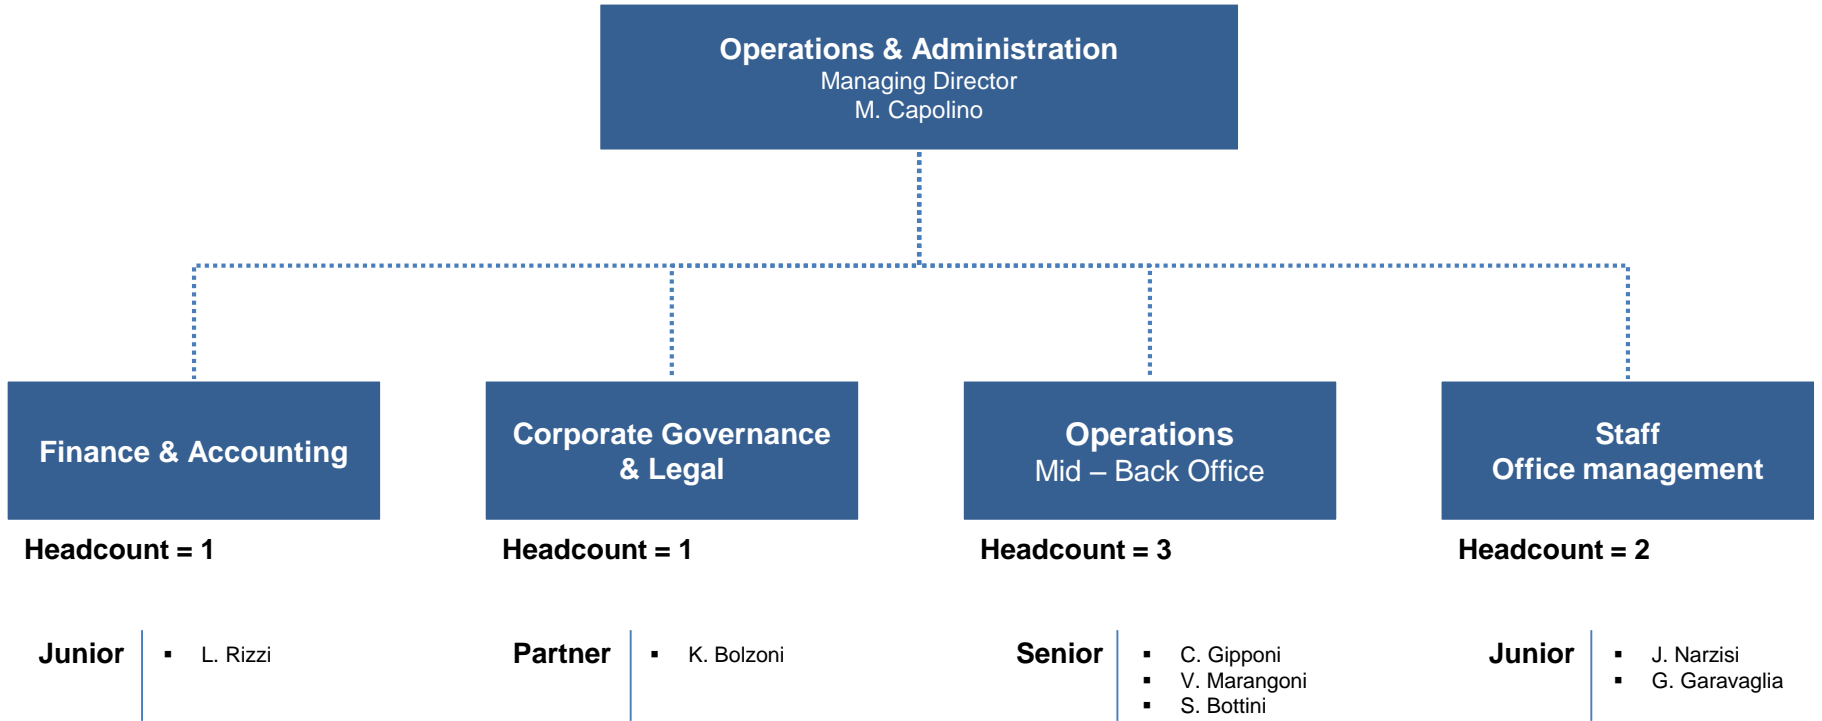 Operations & Administration
Managing Director
M. Capolino
Finance & Accounting
Corporate Governance
& Legal
Operations
Mid – Back Office
Staff
Office management
Headcount = 1
Headcount = 1
Headcount = 3
Headcount = 2
Junior
▪ L. Rizzi
Partner
▪ K. Bolzoni
Senior
▪ C. Gipponi
▪ V. Marangoni
▪ S. Bottini
Junior
▪ J. Narzisi
▪ G. Garavaglia